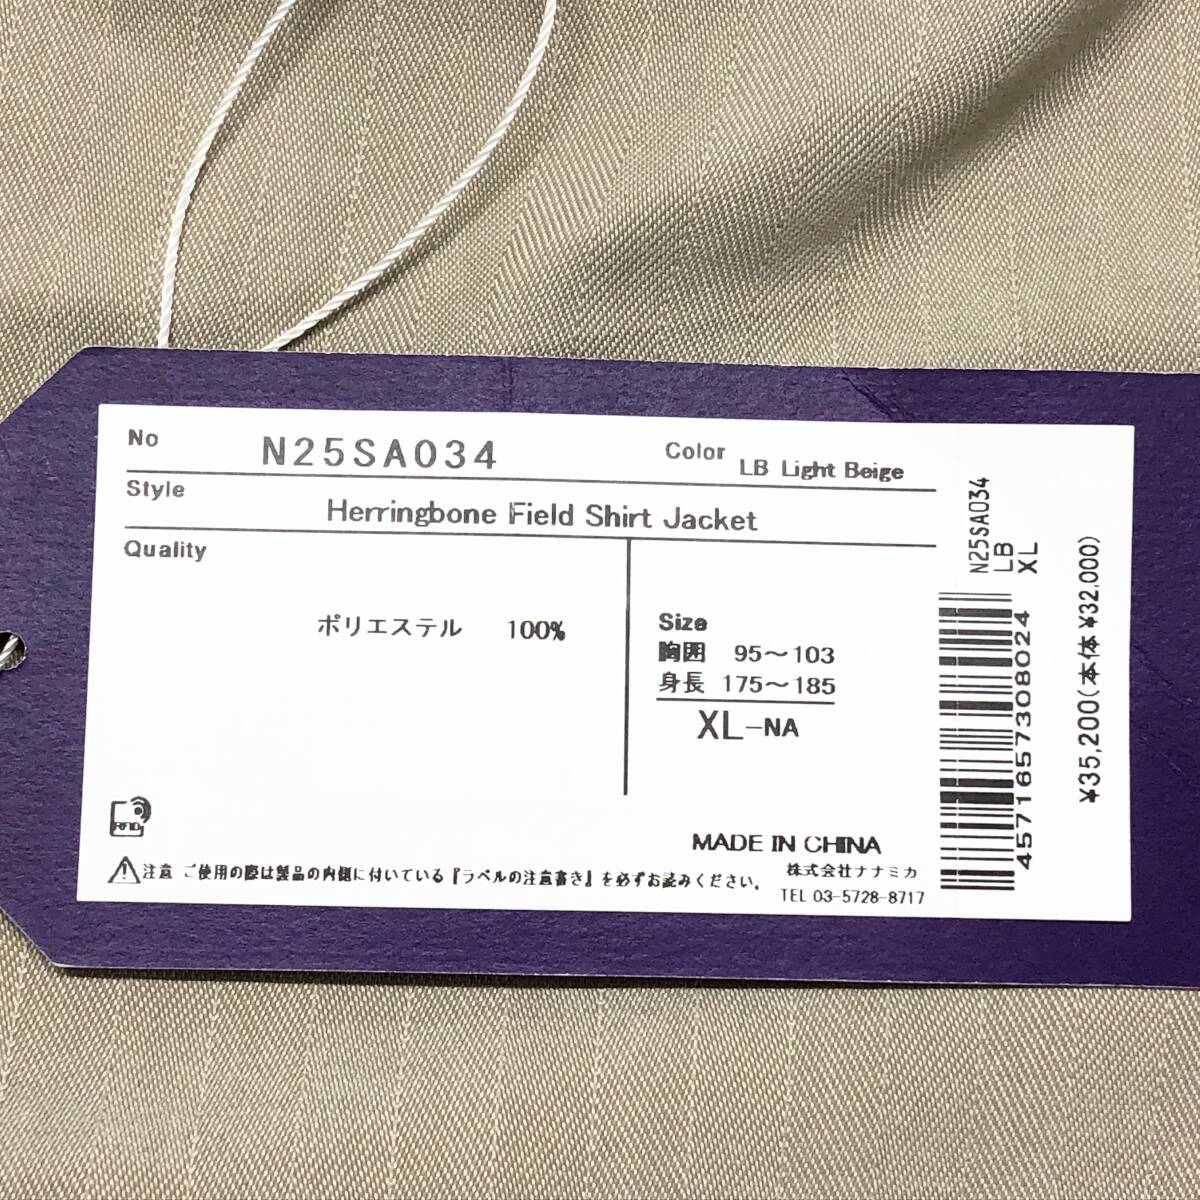 No N25SA034 Color LB Light Beige
Style Herringbone Field Shirt Jacket
Quality
ポリエステル 100%
Size
胸囲 95～103
身長 175～185
XL-NA
RFID
MADE IN CHINA
注意 ご使用の際は製品の内側に付いている『ラベルの注意書き』を必ずお読みください。
株式会社ナナミカ
TEL 03-5728-8717
N25SA034
LB
XL
4571657308024
¥35,200(本体 ¥32,000)